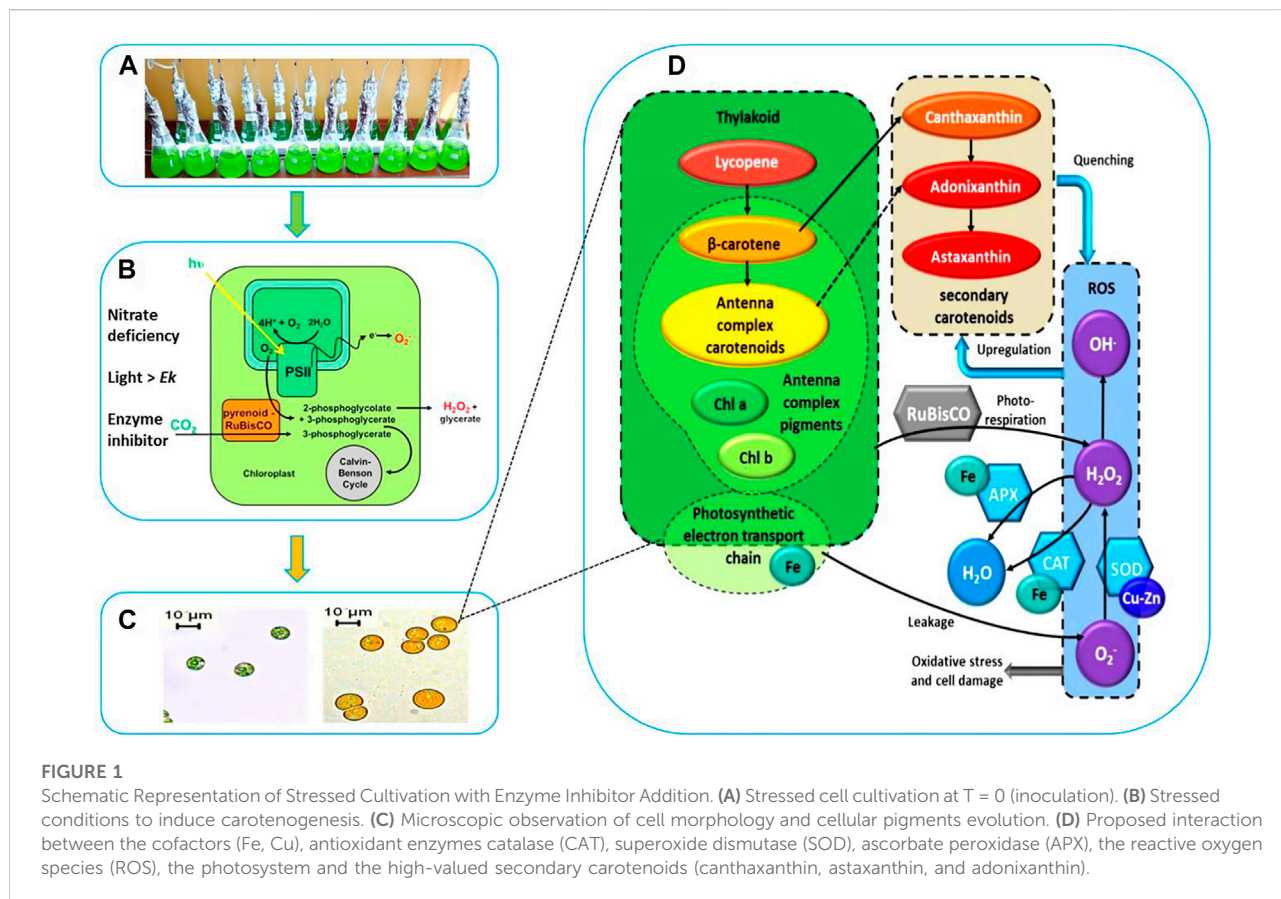 A
B
hυ
Nitrate
deficiency
Light > Ek
Enzyme
inhibitor
CO₂
4H⁺ + O₂ 2H₂O
O₂
PSII
e⁻
O₂⁻
pyrenoid -
RuBisCO
2-phosphoglycolate
+ 3-phosphoglycerate
3-phosphoglycerate
H₂O₂ +
glycerate
Chloroplast
Calvin-
Benson
Cycle
C
10 µm
10 µm
D
Thylakoid
Lycopene
β-carotene
Antenna
complex
carotenoids
Chl a
Chl b
Antenna
complex
pigments
Photosynthetic
electron transport
chain
Fe
Canthaxanthin
Adonixanthin
Astaxanthin
secondary
carotenoids
Quenching
Upregulation
ROS
OH·
RuBisCO
Photo-
respiration
H₂O₂
Fe
APX
H₂O
CAT
Fe
SOD
Cu-Zn
Leakage
O₂⁻
Oxidative stress
and cell damage
FIGURE 1
Schematic Representation of Stressed Cultivation with Enzyme Inhibitor Addition. (A) Stressed cell cultivation at T = 0 (inoculation). (B) Stressed
conditions to induce carotenogenesis. (C) Microscopic observation of cell morphology and cellular pigments evolution. (D) Proposed interaction
between the cofactors (Fe, Cu), antioxidant enzymes catalase (CAT), superoxide dismutase (SOD), ascorbate peroxidase (APX), the reactive oxygen
species (ROS), the photosystem and the high-valued secondary carotenoids (canthaxanthin, astaxanthin, and adonixanthin).